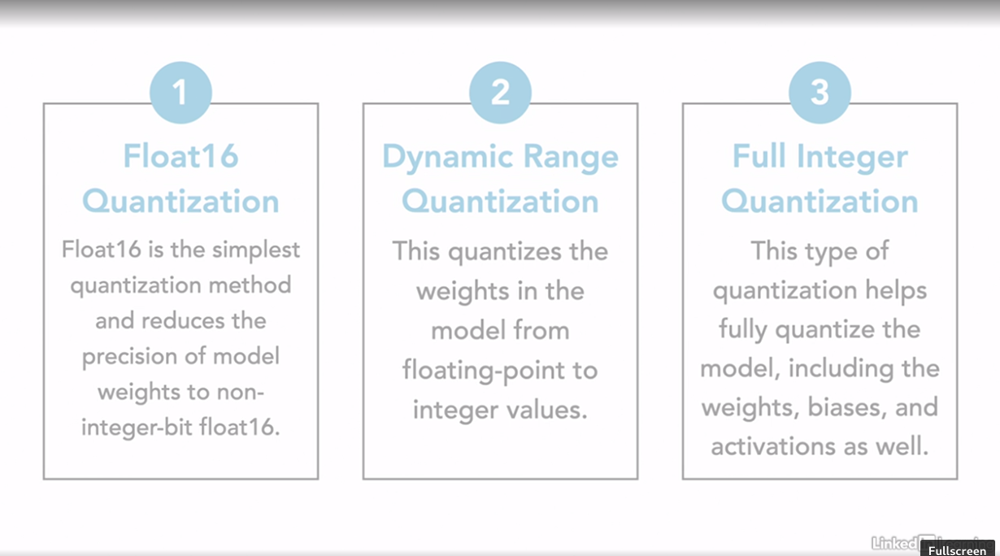 1
Float16
Quantization
Float16 is the simplest
quantization method
and reduces the
precision of model
weights to non-
integer-bit float16.
2
Dynamic Range
Quantization
This quantizes the
weights in the
model from
floating-point to
integer values.
3
Full Integer
Quantization
This type of
quantization helps
fully quantize the
model, including the
weights, biases, and
activations as well.
Linked
Fullscreen